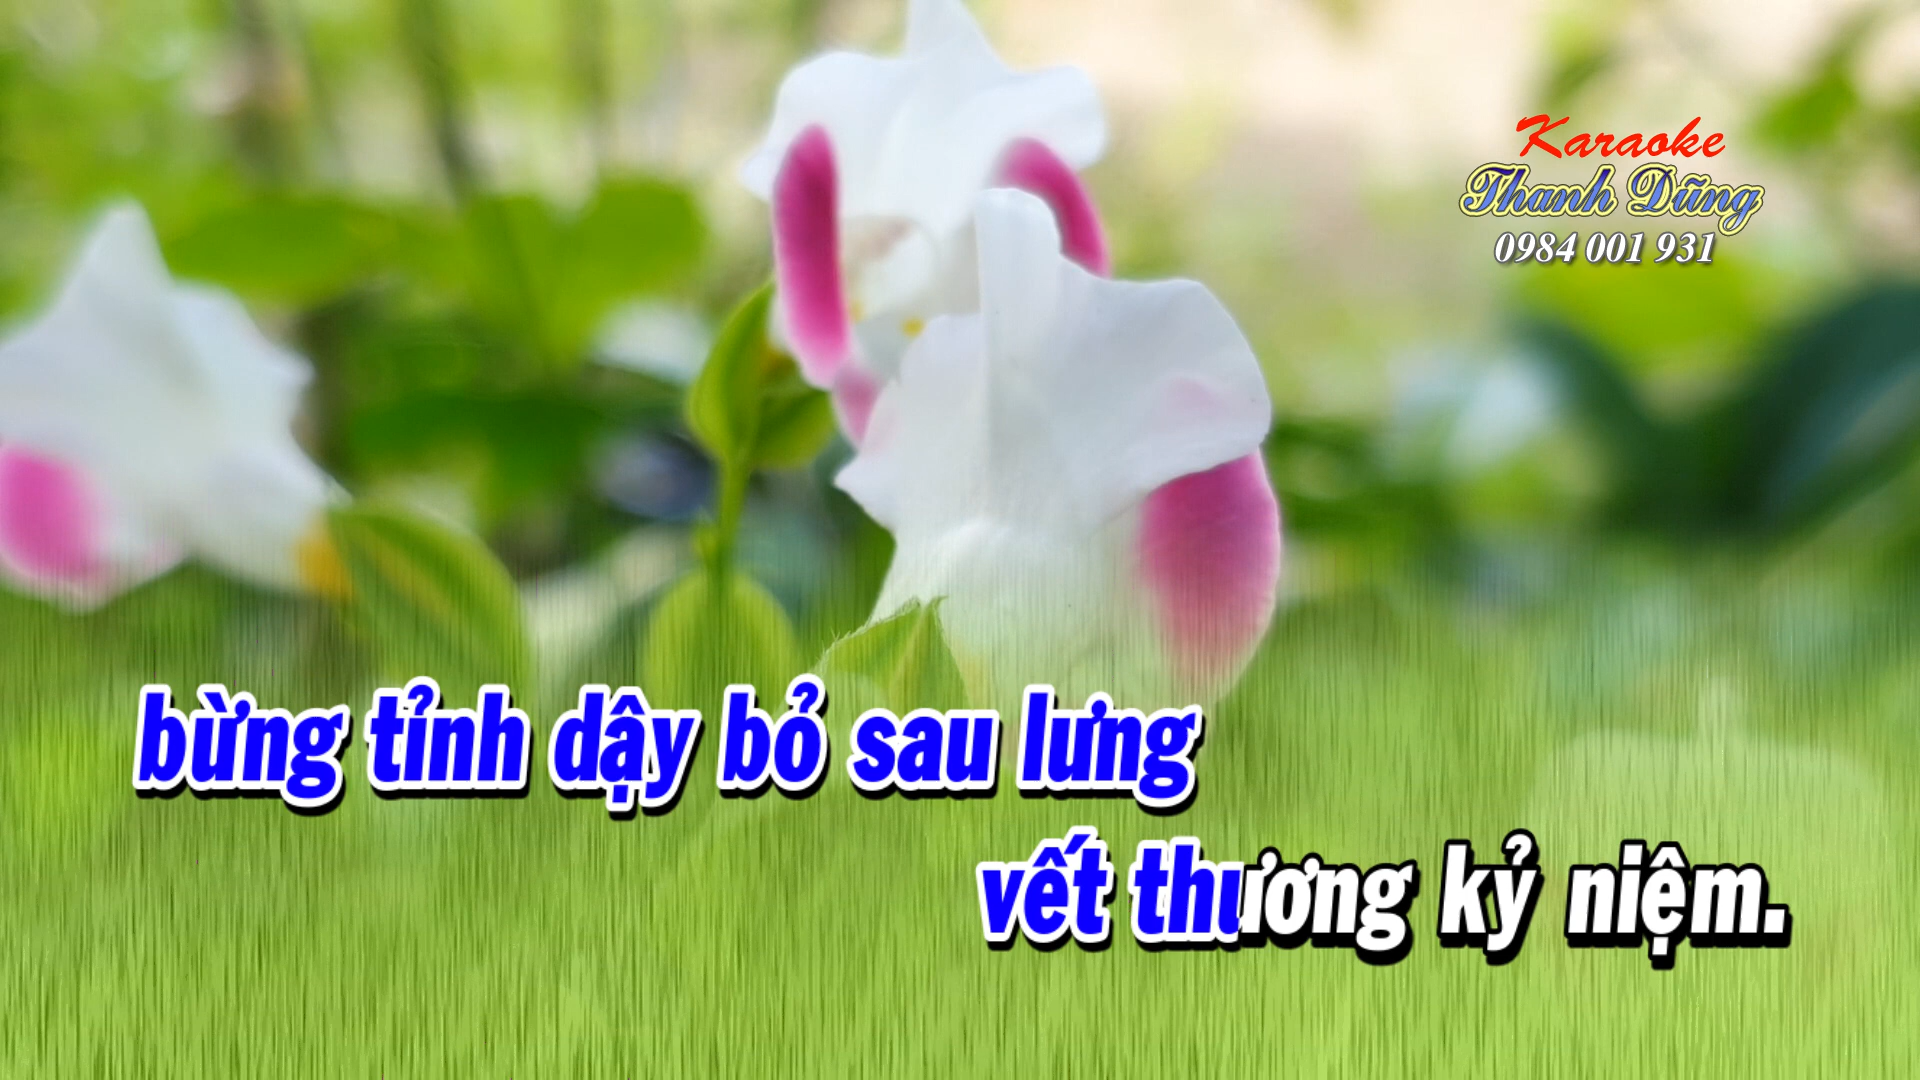 Karaoke
Thanh Dũng
0984 001 931
bừng tỉnh dậy bỏ sau lưng
vết thương kỷ niệm.